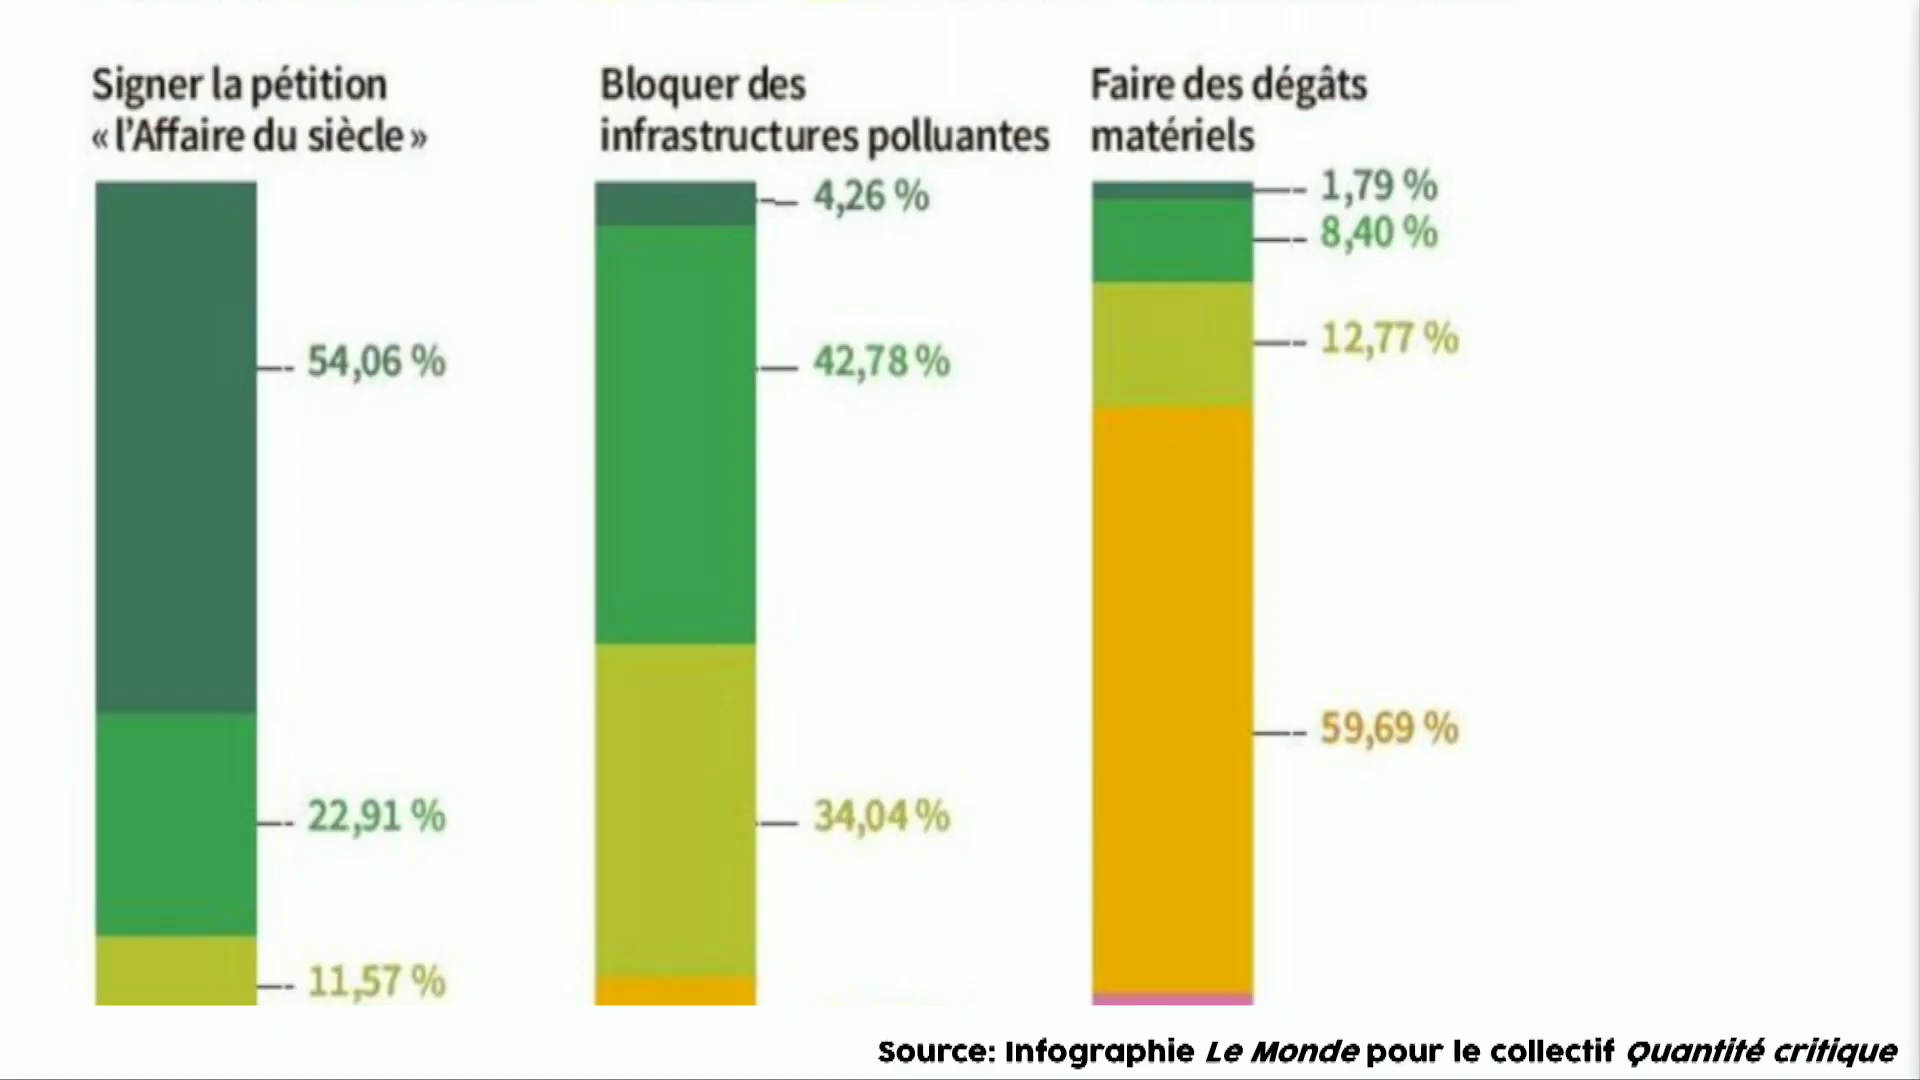 Signer la pétition
« l’Affaire du siècle »
54,06 %
22,91 %
11,57 %
Bloquer des
infrastructures polluantes
4,26 %
42,78 %
34,04 %
Faire des dégâts
matériels
1,79 %
8,40 %
12,77 %
59,69 %
Source: Infographie Le Monde pour le collectif Quantité critique